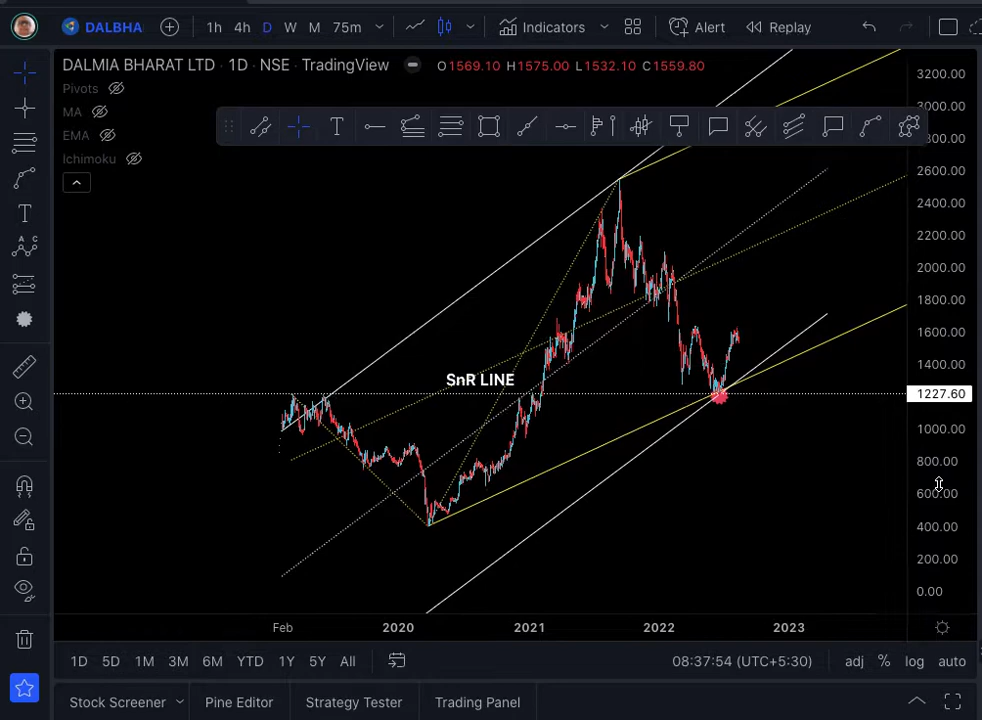 DALBHA 1h 4h D W M 75m Indicators Alert Replay
DALMIA BHARAT LTD · 1D · NSE · TradingView O1569.10 H1575.00 L1532.10 C1559.80
Pivots
MA
EMA
Ichimoku
SnR LINE
3200.00
3000.00
800.00
2600.00
2400.00
2200.00
2000.00
1800.00
1600.00
1400.00
1227.60
1000.00
800.00
600.00
400.00
200.00
0.00
Feb 2020 2021 2022 2023
1D 5D 1M 3M 6M YTD 1Y 5Y All 08:37:54 (UTC+5:30) adj % log auto
Stock Screener Pine Editor Strategy Tester Trading Panel